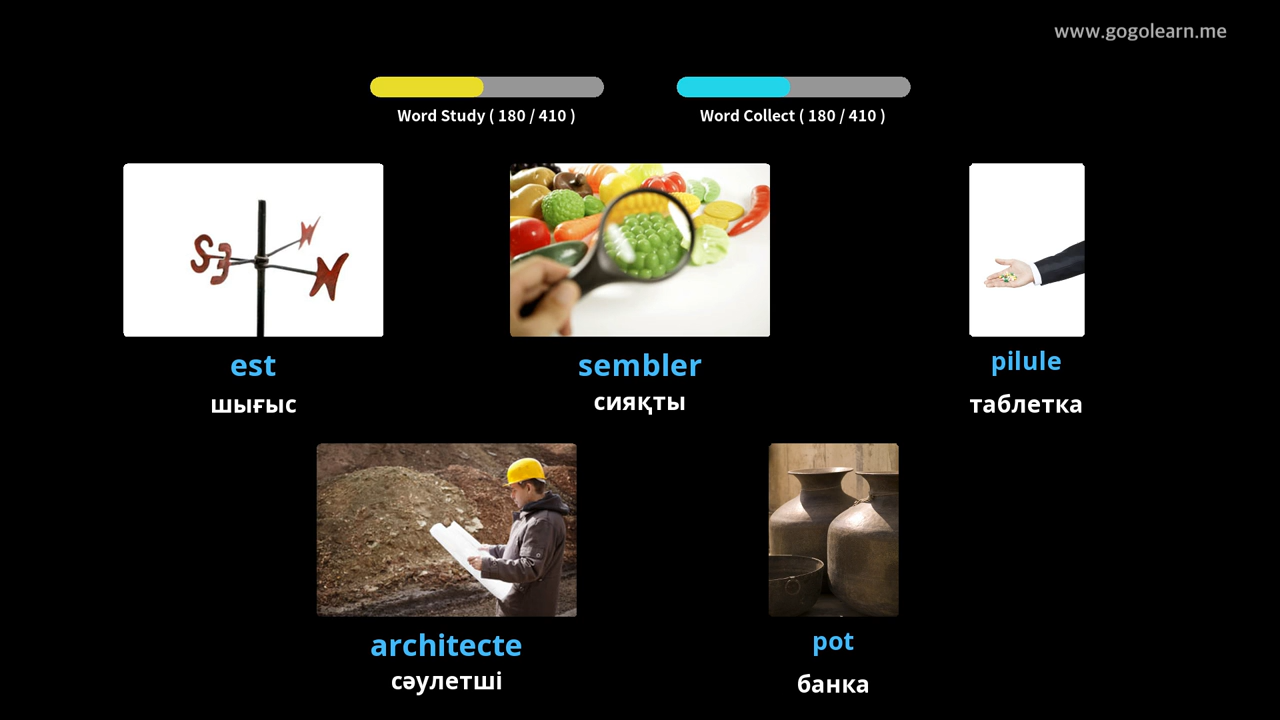 www.gogolearn.me
Word Study ( 180 / 410 )
Word Collect ( 180 / 410 )
S
E
N
est
шығыс
sembler
сияқты
pilule
таблетка
architecte
сәулетші
pot
банка